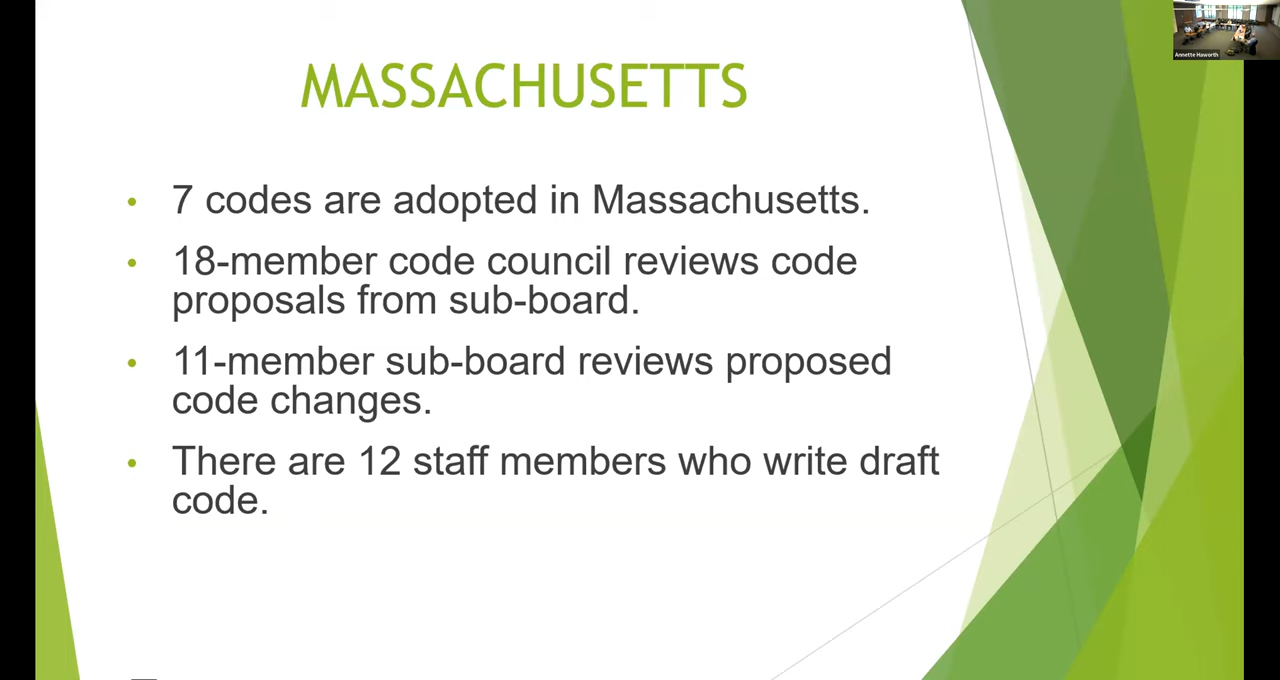 MASSACHUSETTS
Annette Haworth
• 7 codes are adopted in Massachusetts.
• 18-member code council reviews code
proposals from sub-board.
• 11-member sub-board reviews proposed
code changes.
• There are 12 staff members who write draft
code.